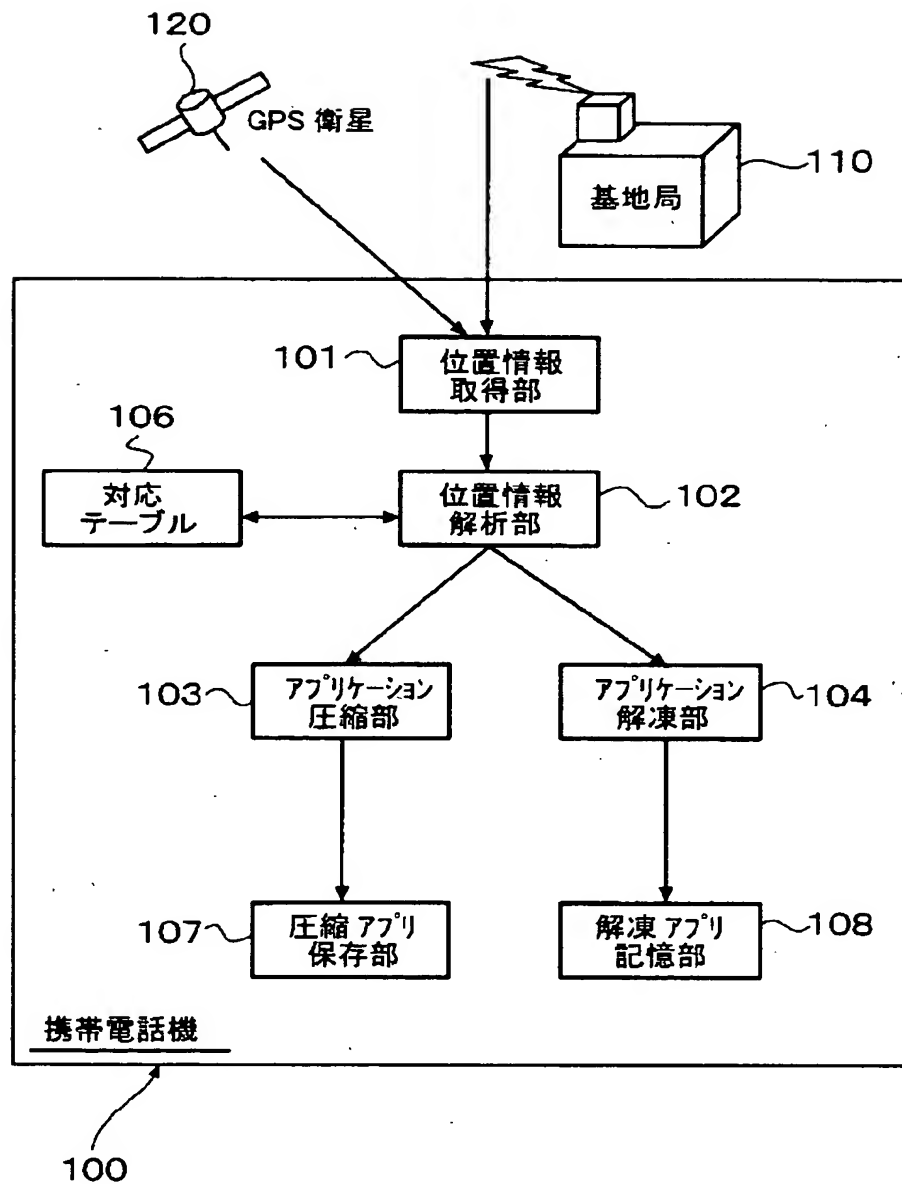 120
GPS 衛星
110
基地局
101
位置情報
取得部
106
対応
テーブル
位置情報
解析部
102
103
アプリケーション
圧縮部
アプリケーション
解凍部
104
107
圧縮アプリ
保存部
解凍アプリ
記憶部
108
携帯電話機
100